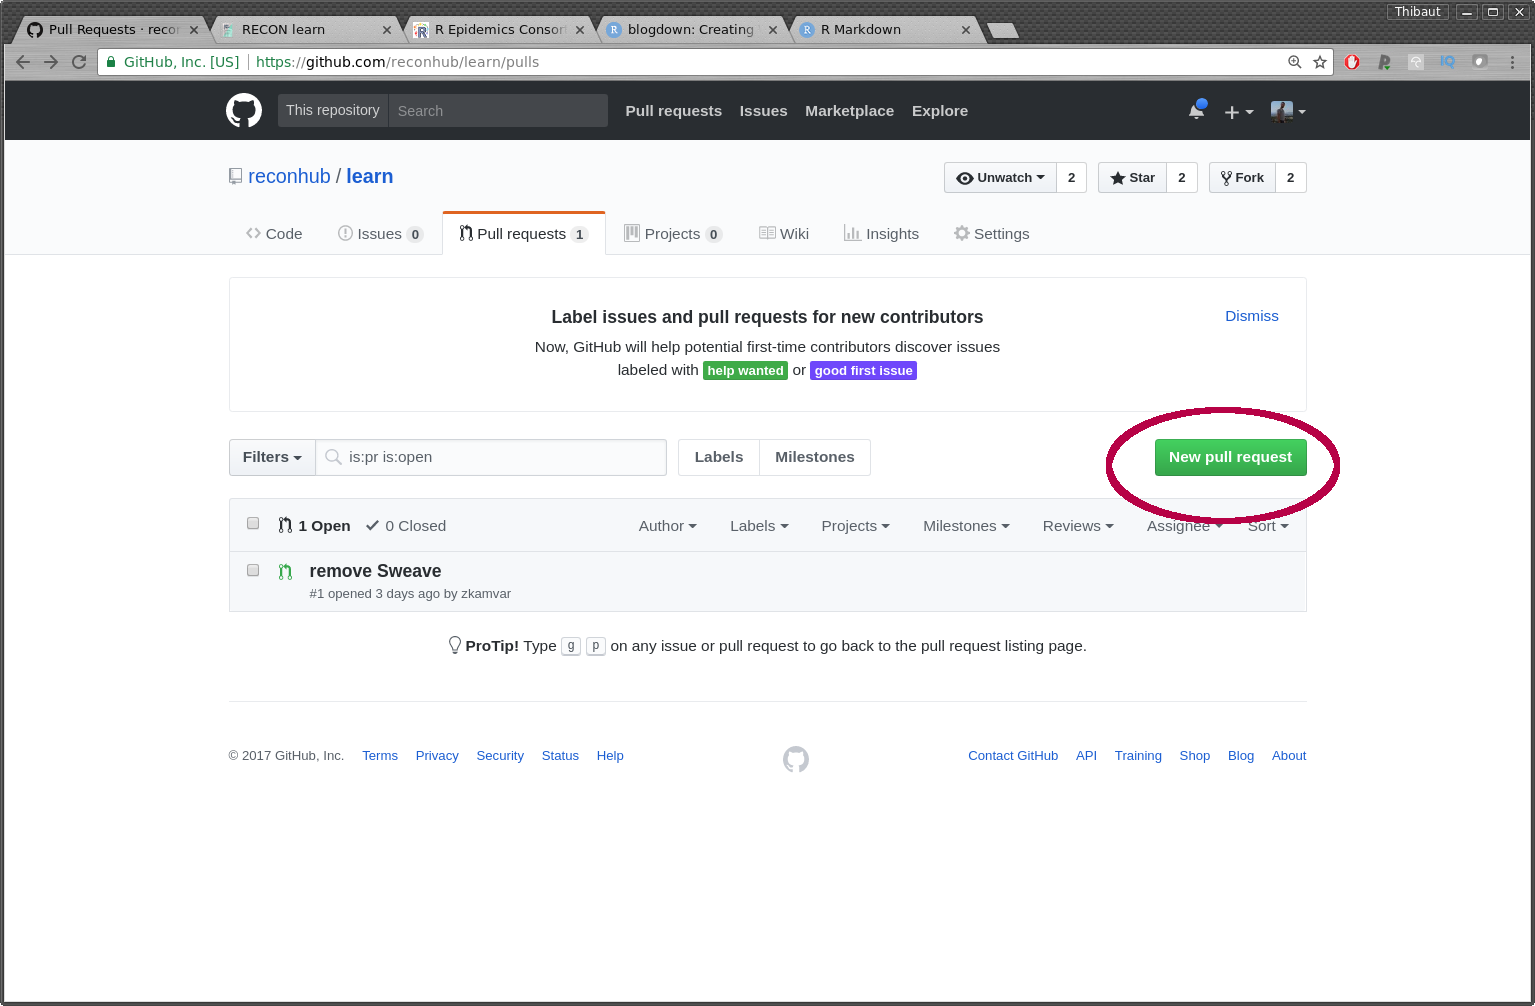 Thibaut
Pull Requests · recon
RECON learn
R Epidemics Consort
blogdown: Creating
R Markdown
GitHub, Inc. [US] https://github.com/reconhub/learn/pulls
This repository Search Pull requests Issues Marketplace Explore
reconhub / learn
Unwatch 2 Star 2 Fork 2
Code Issues 0 Pull requests 1 Projects 0 Wiki Insights Settings
Label issues and pull requests for new contributors
Dismiss
Now, GitHub will help potential first-time contributors discover issues
labeled with help wanted or good first issue
Filters is:pr is:open Labels Milestones New pull request
1 Open 0 Closed Author Labels Projects Milestones Reviews Assignee Sort
remove Sweave
#1 opened 3 days ago by zkamvar
ProTip! Type g p on any issue or pull request to go back to the pull request listing page.
© 2017 GitHub, Inc. Terms Privacy Security Status Help Contact GitHub API Training Shop Blog About